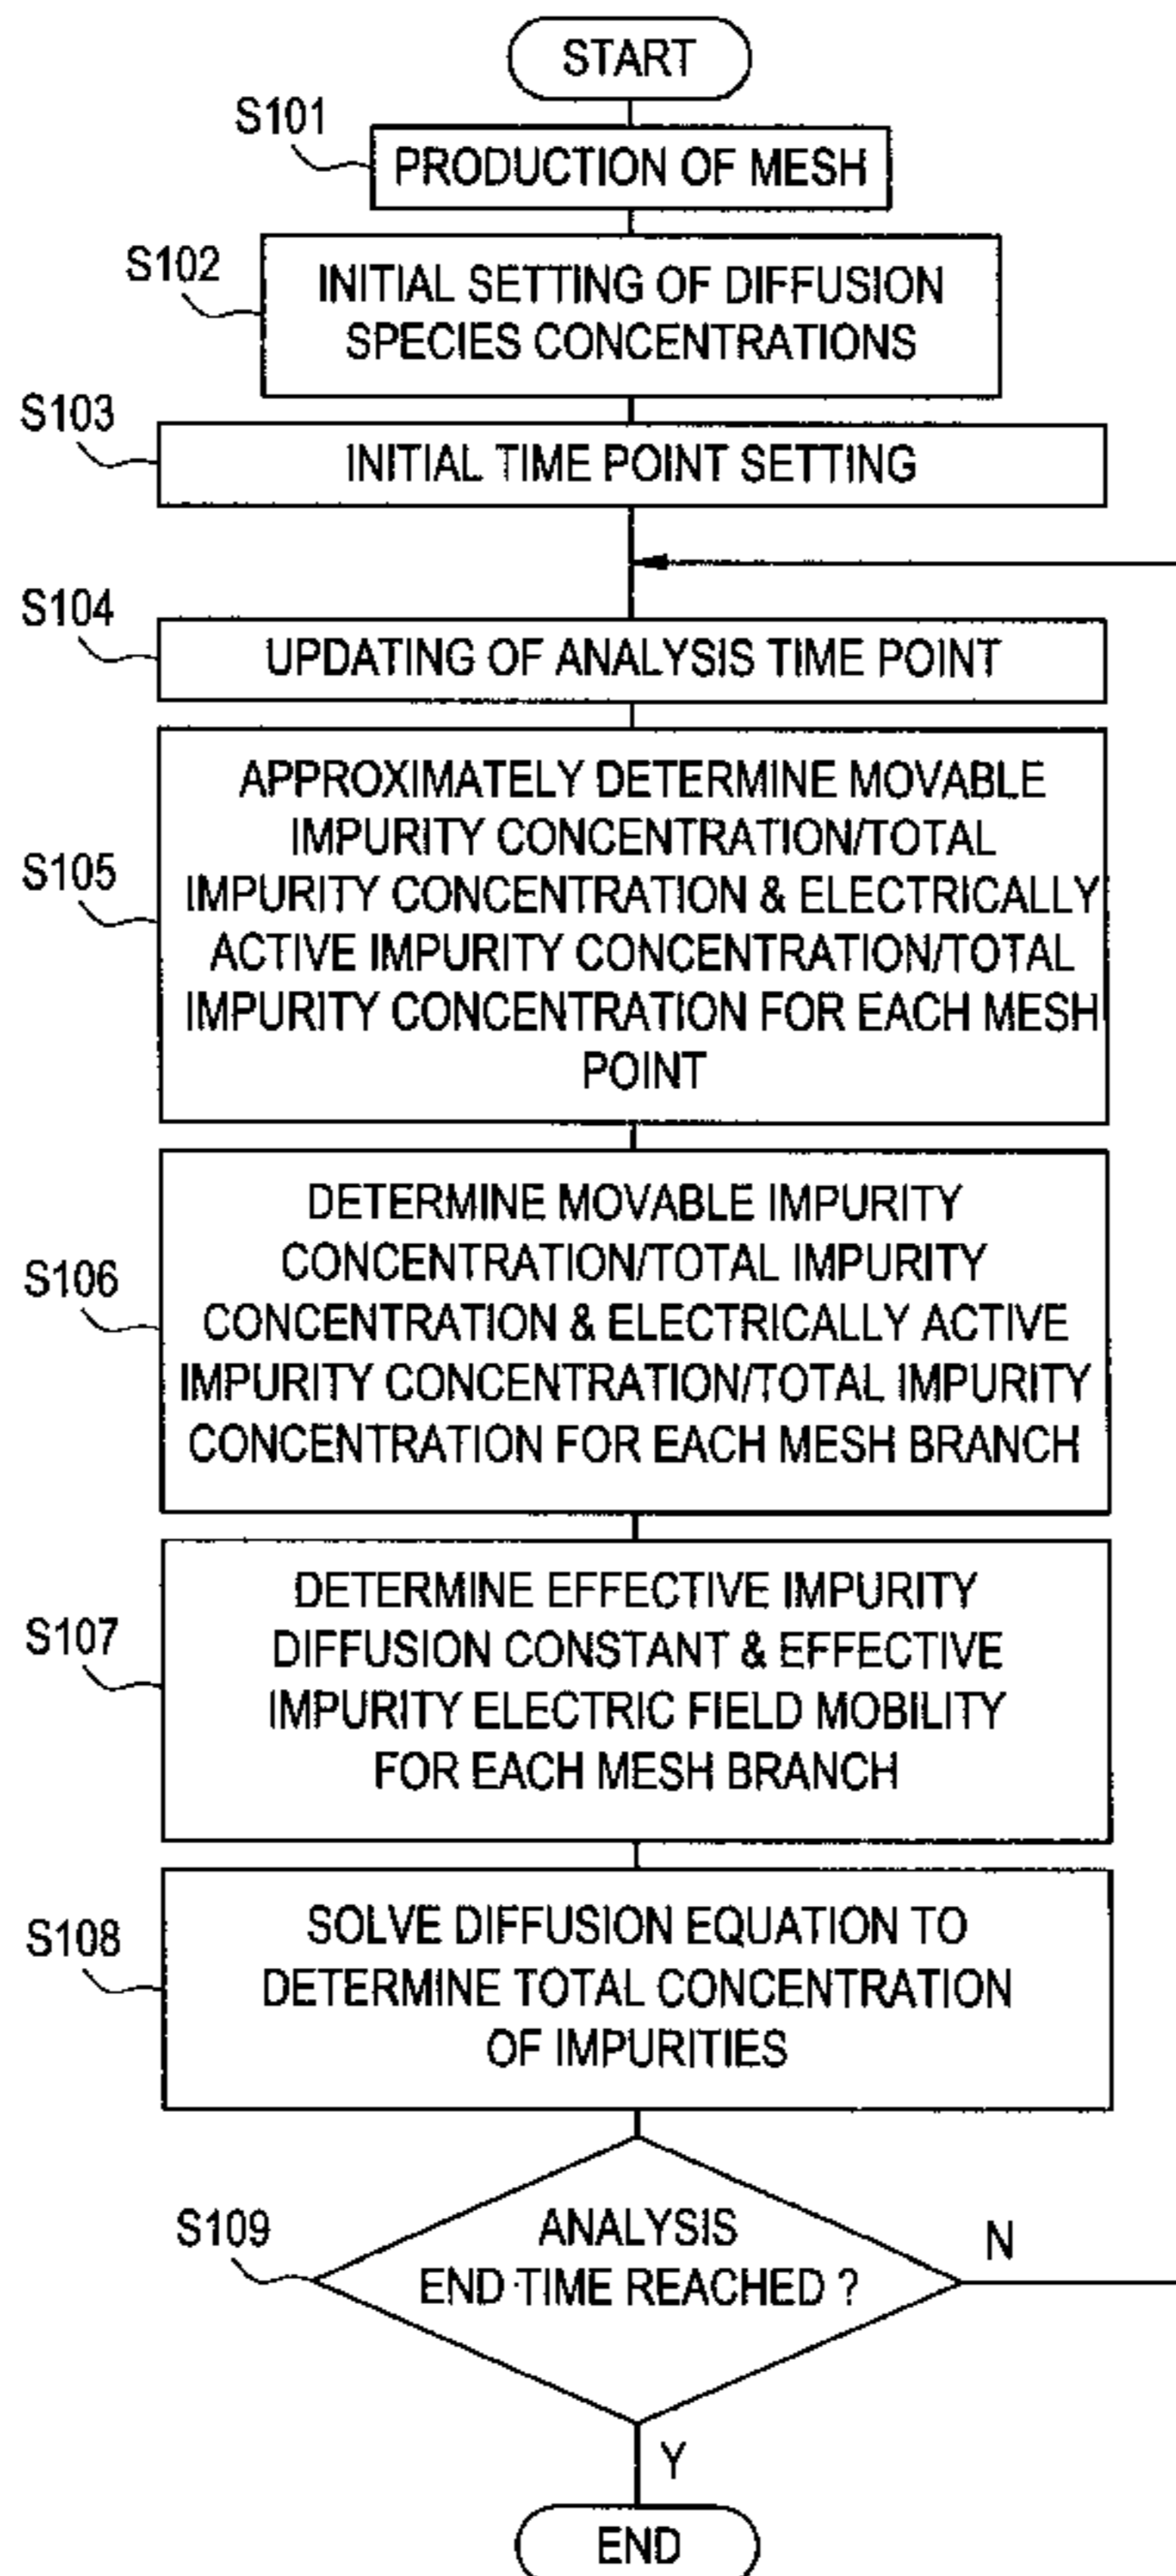 START
S101
PRODUCTION OF MESH
S102
INITIAL SETTING OF DIFFUSION
SPECIES CONCENTRATIONS
S103
INITIAL TIME POINT SETTING
S104
UPDATING OF ANALYSIS TIME POINT
S105
APPROXIMATELY DETERMINE MOVABLE
IMPURITY CONCENTRATION/TOTAL
IMPURITY CONCENTRATION & ELECTRICALLY
ACTIVE IMPURITY CONCENTRATION/TOTAL
IMPURITY CONCENTRATION FOR EACH MESH
POINT
S106
DETERMINE MOVABLE IMPURITY
CONCENTRATION/TOTAL IMPURITY
CONCENTRATION & ELECTRICALLY ACTIVE
IMPURITY CONCENTRATION/TOTAL IMPURITY
CONCENTRATION FOR EACH MESH BRANCH
S107
DETERMINE EFFECTIVE IMPURITY
DIFFUSION CONSTANT & EFFECTIVE
IMPURITY ELECTRIC FIELD MOBILITY
FOR EACH MESH BRANCH
S108
SOLVE DIFFUSION EQUATION TO
DETERMINE TOTAL CONCENTRATION
OF IMPURITIES
S109
ANALYSIS
END TIME REACHED ?
N
Y
END